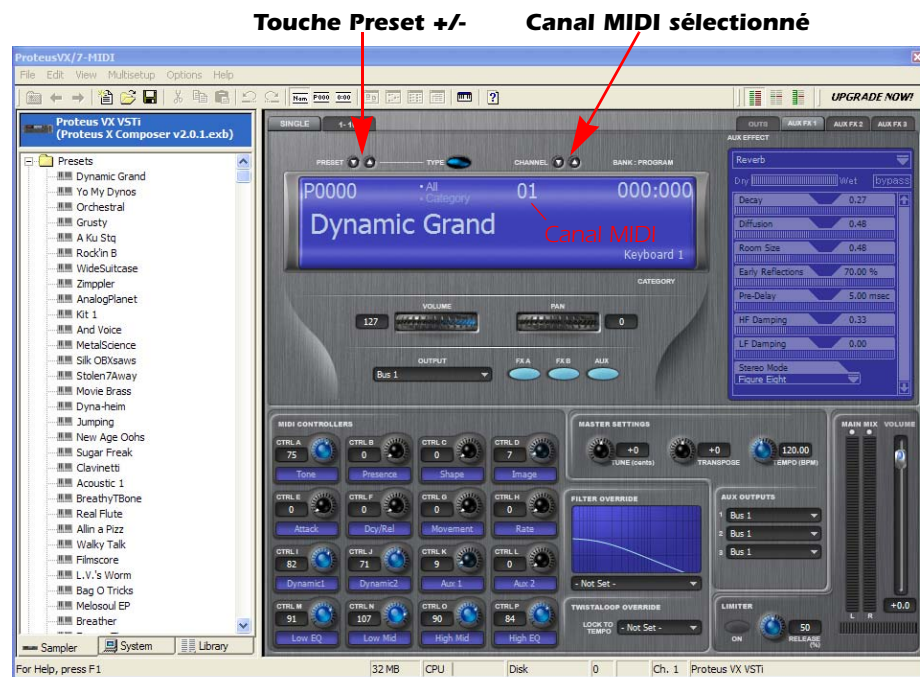 Touche Preset +/-
Canal MIDI sélectionné
ProteusVX/7-MIDI
File Edit View Multisetup Options Help
Nam P000 0:00
UPGRADE NOW!
Proteus VX VSTi
(Proteus X Composer v2.0.1.exb)
Presets
Dynamic Grand
Yo My Dynos
Orchestral
Grusty
A Ku Stq
Rock'in B
WideSuitcase
Zimppler
AnalogPlanet
Kit 1
And Voice
MetalScience
Silk OBXsaws
Stolen7Away
Movie Brass
Dyna-heim
Jumping
New Age Oohs
Sugar Freak
Clavinetti
Acoustic 1
BreathyTBone
Real Flute
Allin a Pizz
Walky Talk
Filmscore
L.V.'s Worm
Bag O Tricks
Melosoul EP
Breather
Sampler System Library
SINGLE
OUTS AUX FX 1 AUX FX 2 AUX FX 3
PRESET TYPE CHANNEL BANK : PROGRAM
P0000
• All
• Category
01
000:000
Dynamic Grand
Canal MIDI
Keyboard 1
CATEGORY
VOLUME PAN
127 0
OUTPUT FX A FX B AUX
Bus 1
AUX EFFECT
Reverb
Dry Wet bypass
Decay 0.27
Diffusion 0.48
Room Size 0.48
Early Reflections 70.00 %
Pre-Delay 5.00 msec
HF Damping 0.33
LF Damping 0.00
Stereo Mode
Figure Eight
MIDI CONTROLLERS
CTRL A CTRL B CTRL C CTRL D
75 0 0 7
Tone Presence Shape Image
CTRL E CTRL F CTRL G CTRL H
0 0 0 0
Attack Dcy/Rel Movement Rate
CTRL I CTRL J CTRL K CTRL L
82 71 9 0
Dynamic1 Dynamic2 Aux 1 Aux 2
CTRL M CTRL N CTRL O CTRL P
91 107 90 84
Low EQ Low Mid High Mid High EQ
MASTER SETTINGS
+0 +0 120.00
TUNE (cents) TRANSPOSE TEMPO (BPM)
FILTER OVERRIDE
- Not Set -
TWISTALOOP OVERRIDE
LOCK TO
TEMPO
- Not Set -
AUX OUTPUTS
1 Bus 1
2 Bus 1
3 Bus 1
LIMITER
ON
50
RELEASE
(%)
MAIN MIX VOLUME
L R
+0.0
For Help, press F1
32 MB CPU Disk 0 Ch. 1 Proteus VX VSTi